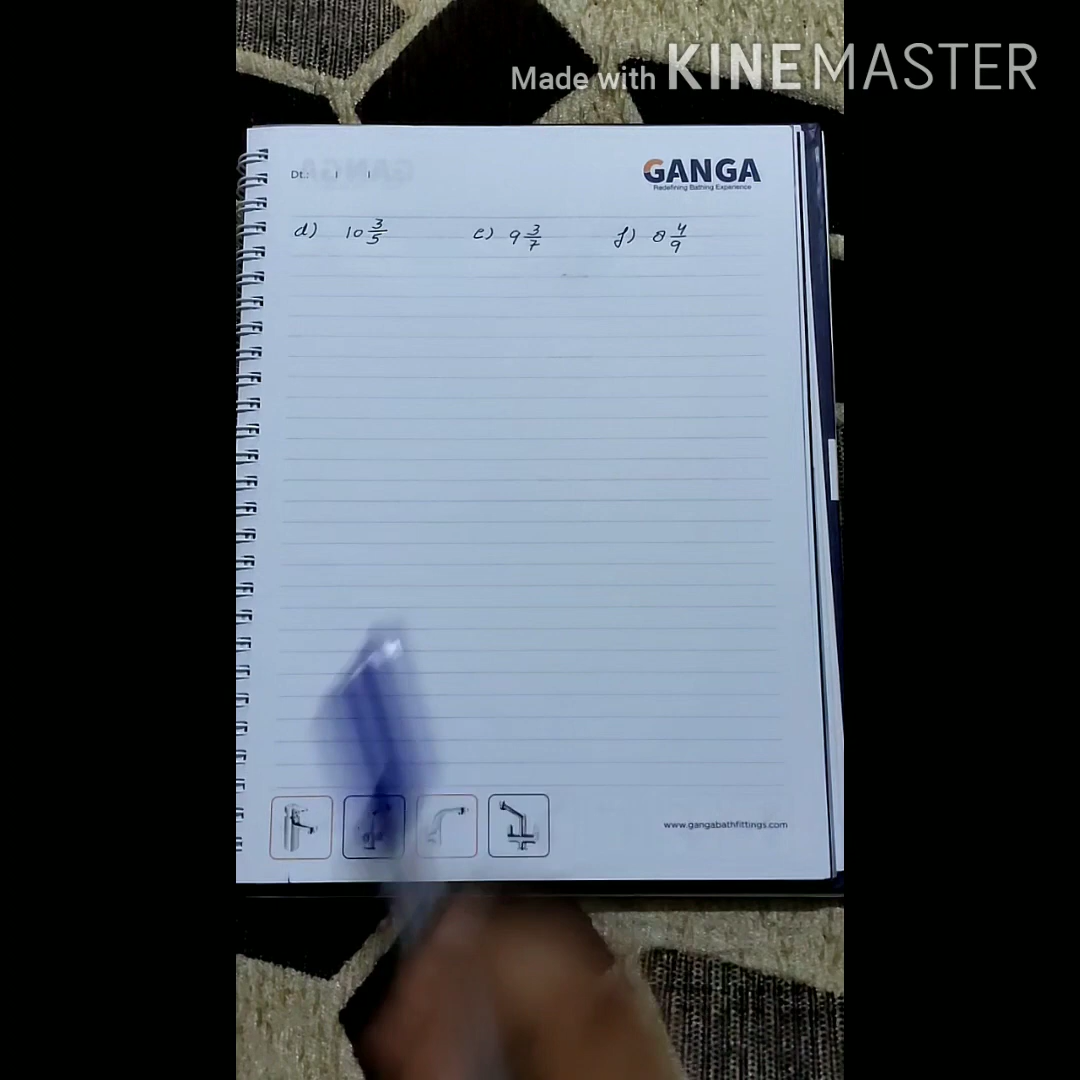 Made with KINEMASTER
Dt.: / /
GANGA
Redefining Bathing Experience
d) 10 3/5 e) 9 3/7 f) 8 4/9
www.gangabathfittings.com